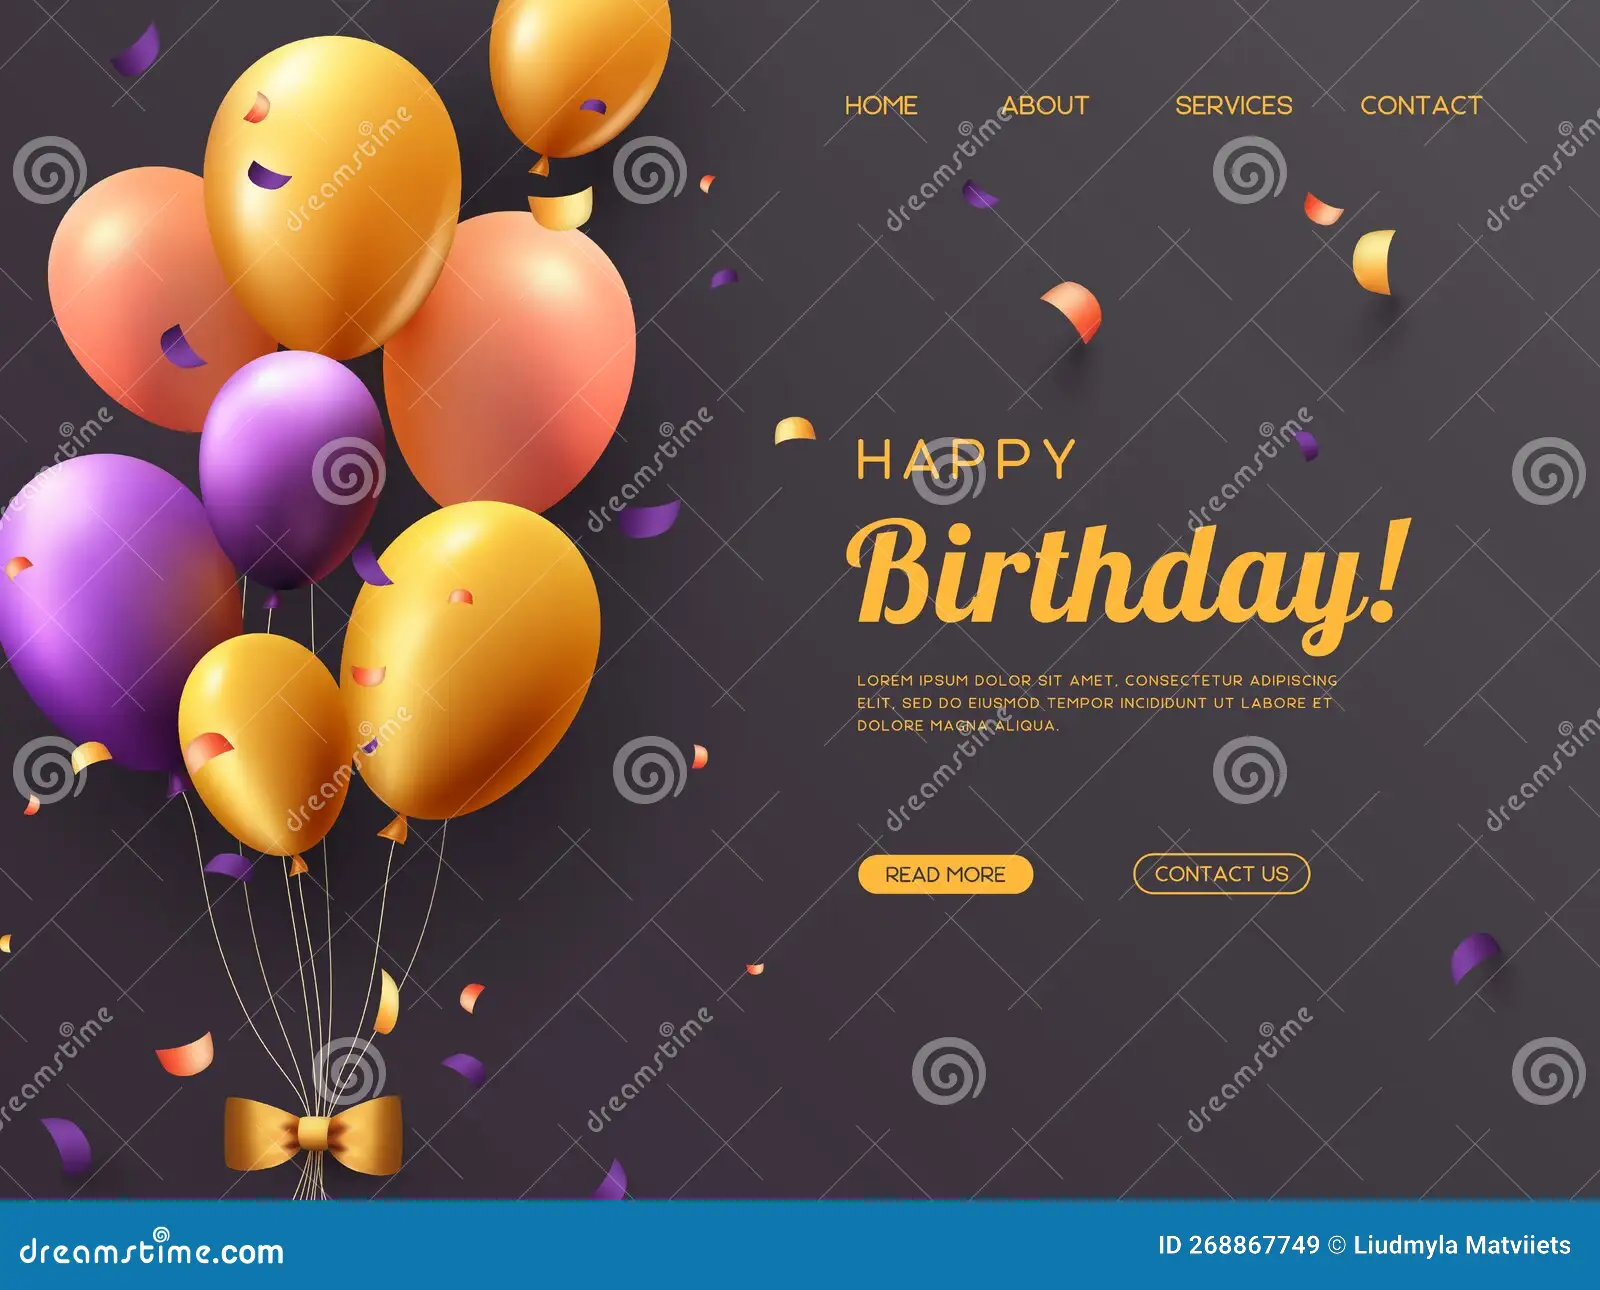 HOME ABOUT SERVICES CONTACT
HAPPY
Birthday!
LOREM IPSUM DOLOR SIT AMET, CONSECTETUR ADIPISCING
ELIT, SED DO EIUSMOD TEMPOR INCIDIDUNT UT LABORE ET
DOLORE MAGNA ALIQUA.
READ MORE CONTACT US
dreamstime.com
ID 268867749 © Liudmyla Matviiets